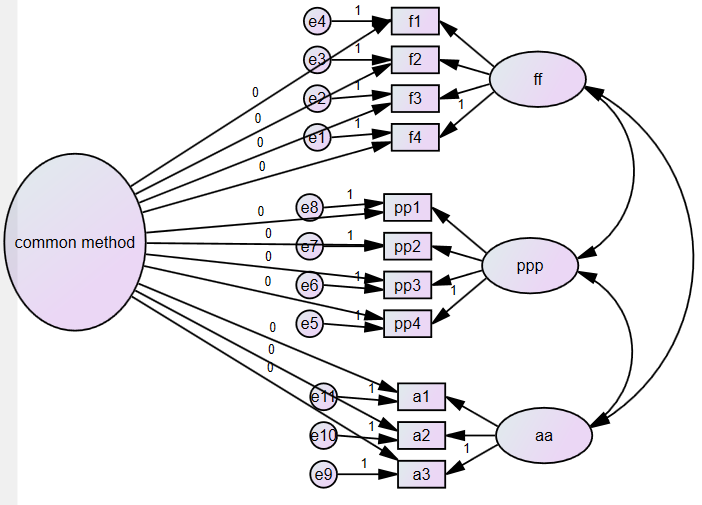 e4 1 f1
e3 1 f2
ff
0 e2 1 f3
1
0 e1 1 f4
0
0
e8 1 pp1
0
common method 0 e7 1 pp2
0 ppp
e6 1 pp3
0 1
e5 1 pp4
0
0
0 e11 1 a1
e10 1 a2 aa
1
e9 1 a3